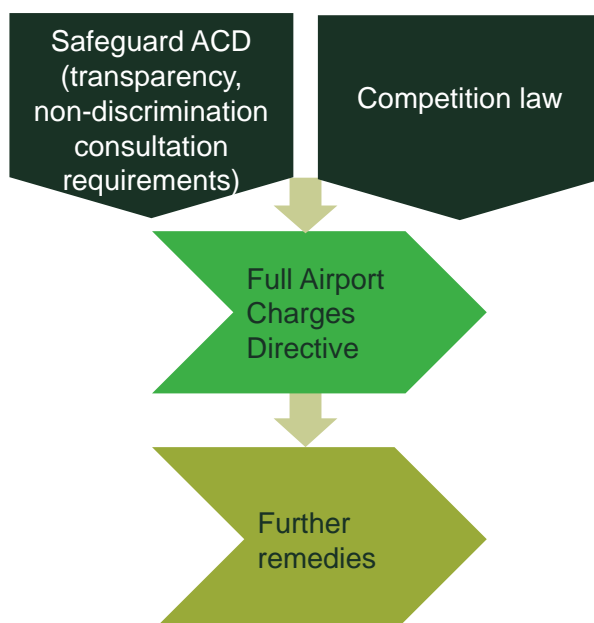 Safeguard ACD
(transparency,
non-discrimination
consultation
requirements)
Competition law
Full Airport
Charges
Directive
Further
remedies